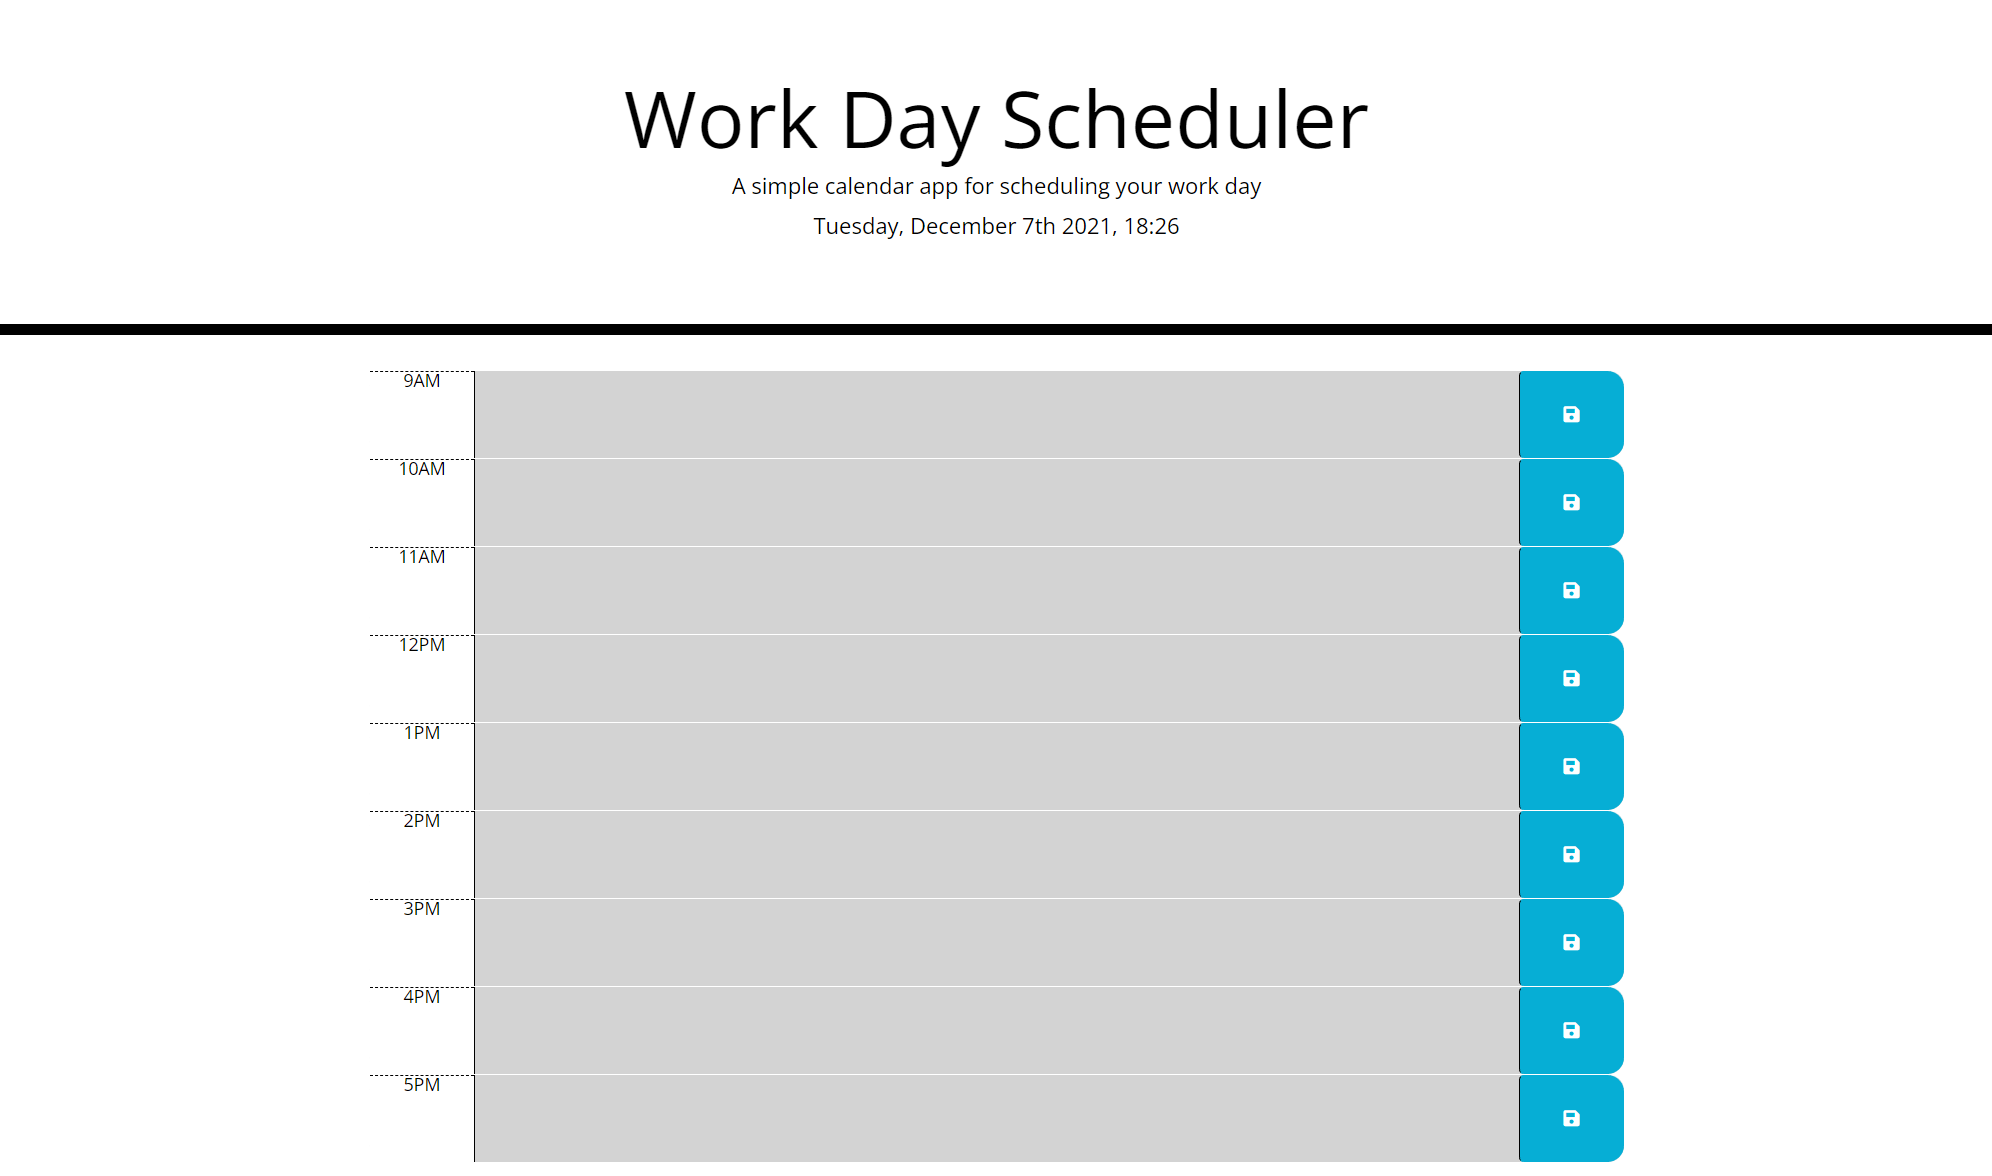 Work Day Scheduler
A simple calendar app for scheduling your work day
Tuesday, December 7th 2021, 18:26
9AM
10AM
11AM
12PM
1PM
2PM
3PM
4PM
5PM